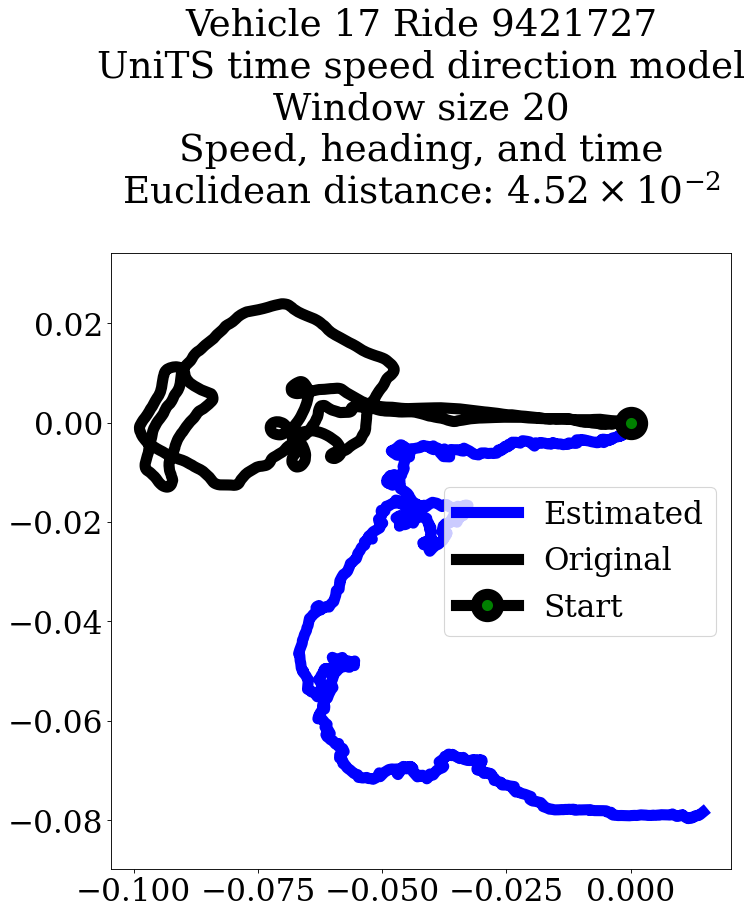 Vehicle 17 Ride 9421727
UniTS time speed direction model
Window size 20
Speed, heading, and time
Euclidean distance: 4.52 × 10⁻²
0.02
0.00
−0.02
−0.04
−0.06
−0.08
Estimated
Original
Start
−0.100 −0.075 −0.050 −0.025 0.000